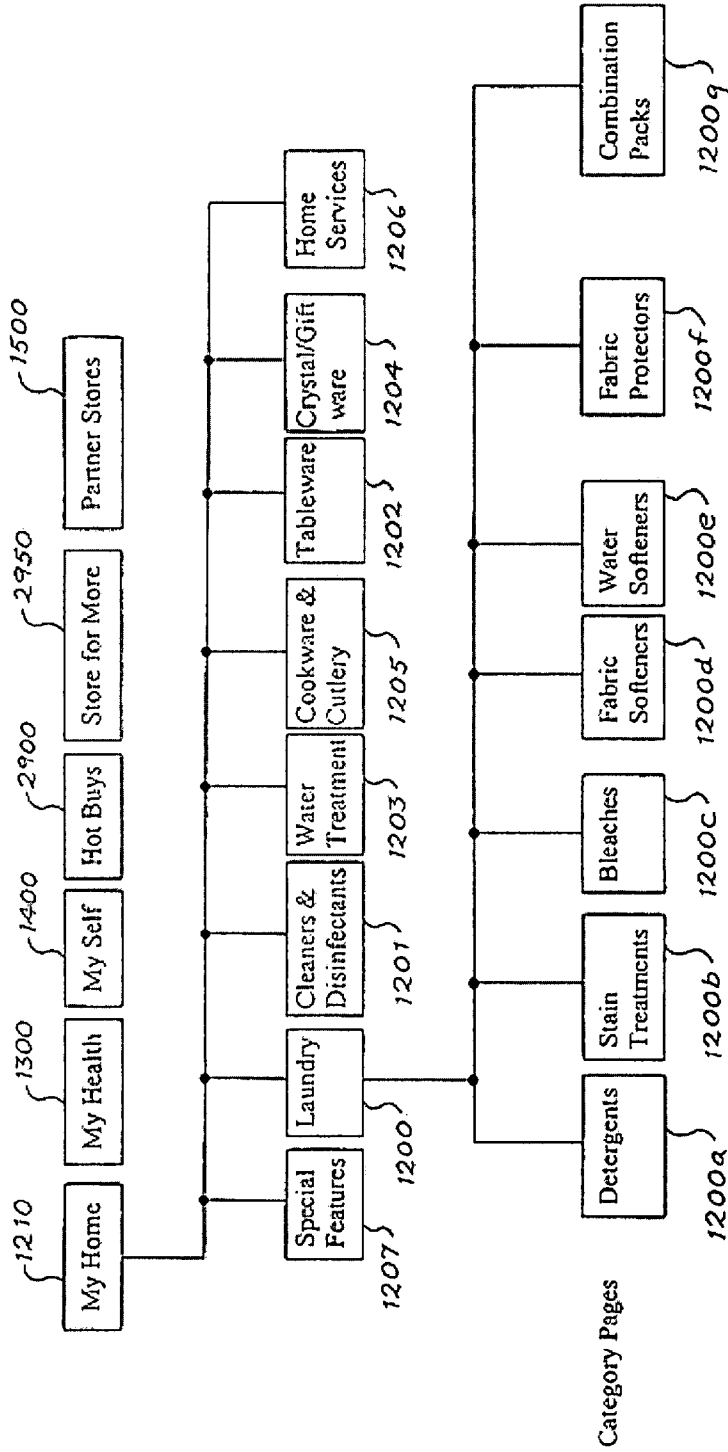 1210
1300
1400
2900
2950
1500
My Home
My Health
My Self
Hot Buys
Store for More
Partner Stores
Special
Features
Laundry
Cleaners &
Disinfectants
Water
Treatment
Cookware &
Cutlery
Tableware
Crystal/Gift
ware
Home
Services
1207
1200
1201
1203
1205
1202
1204
1206
Category Pages
Detergents
Stain
Treatments
Bleaches
Fabric
Softeners
Water
Softeners
Fabric
Protectors
Combination
Packs
1200a
1200b
1200c
1200d
1200e
1200f
1200g